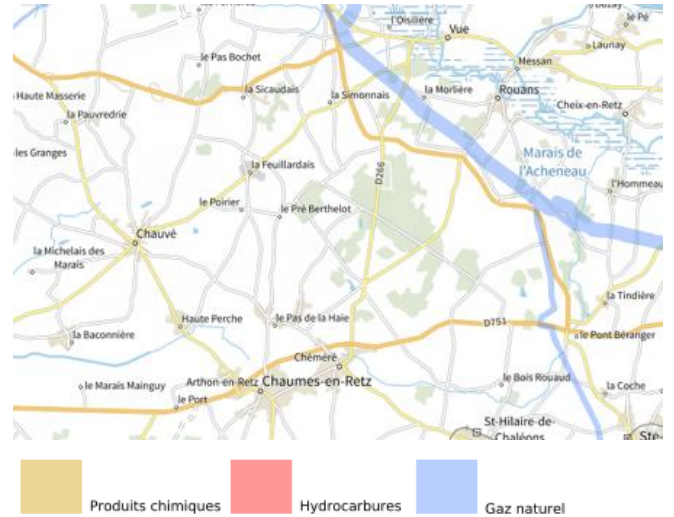 l'Oisilière
Vue
le Pé
Launay
le Pas Bochet
Messan
Haute Masserie
la Sicaudais
la Simonnais
la Morlière
Rouans
Cheix-en-Retz
la Pauvredrie
les Granges
Marais de
l'Acheneau
la Feuillardais
D266
l'Hommeau
le Poirier
le Pré Berthelot
Chauvé
la Michelais des
Marais
la Tindière
Haute Perche
le Pas de la Haie
D751
la Baconnière
le Pont Béranger
Chéméré
le Marais Mainguy
Arthon-en-Retz
Chaumes-en-Retz
le Bois Rouaud
la Coche
le Port
St-Hilaire-de-
Chaléons
Ste-
Produits chimiques
Hydrocarbures
Gaz naturel